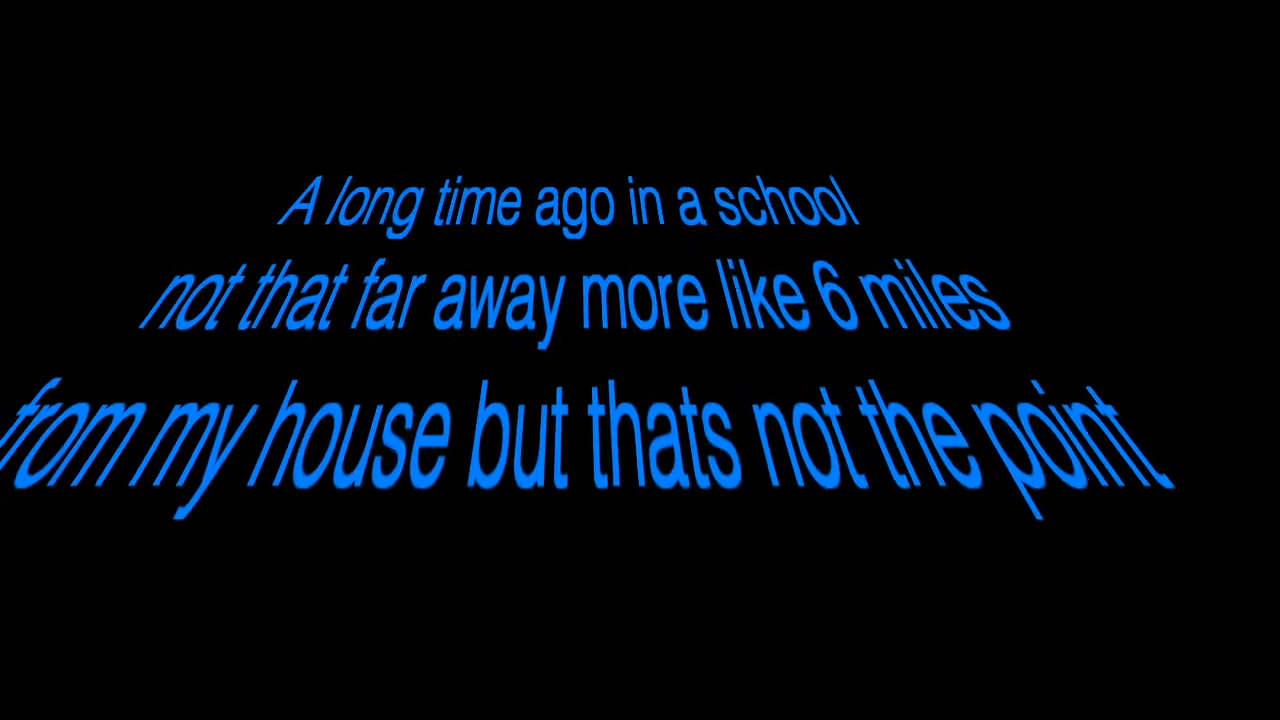 A long time ago in a school
not that far away more like 6 miles
from my house but thats not the point.